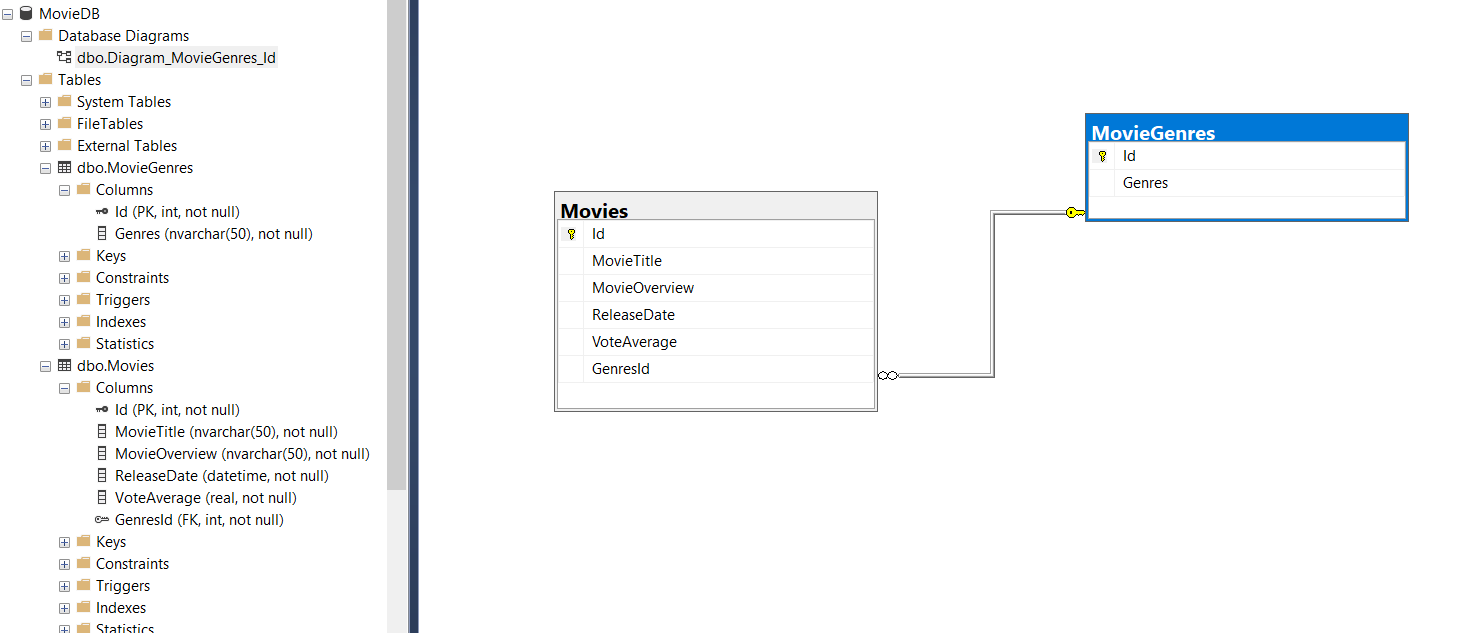 MovieDB
Database Diagrams
dbo.Diagram_MovieGenres_Id
Tables
System Tables
FileTables
External Tables
dbo.MovieGenres
Columns
Id (PK, int, not null)
Genres (nvarchar(50), not null)
Keys
Constraints
Triggers
Indexes
Statistics
dbo.Movies
Columns
Id (PK, int, not null)
MovieTitle (nvarchar(50), not null)
MovieOverview (nvarchar(50), not null)
ReleaseDate (datetime, not null)
VoteAverage (real, not null)
GenresId (FK, int, not null)
Keys
Constraints
Triggers
Indexes
Statistics
Movies
Id
MovieTitle
MovieOverview
ReleaseDate
VoteAverage
GenresId
MovieGenres
Id
Genres